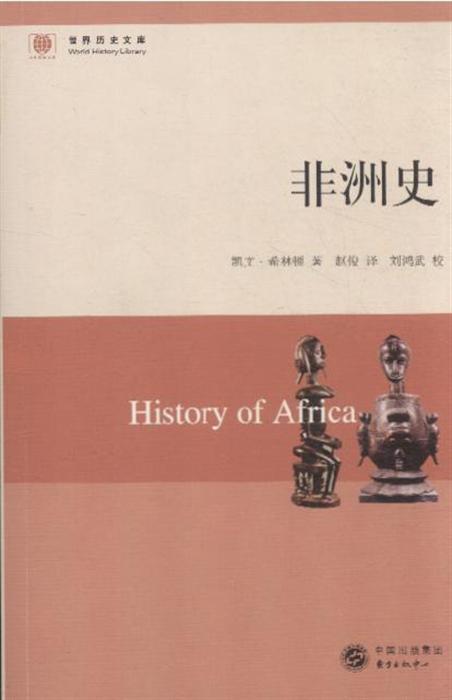 世界历史文库
World History Library
非洲史
凯文·希林顿 著 赵俊 译 刘鸿武 校
History of Africa
中国出版集团
东方出版中心